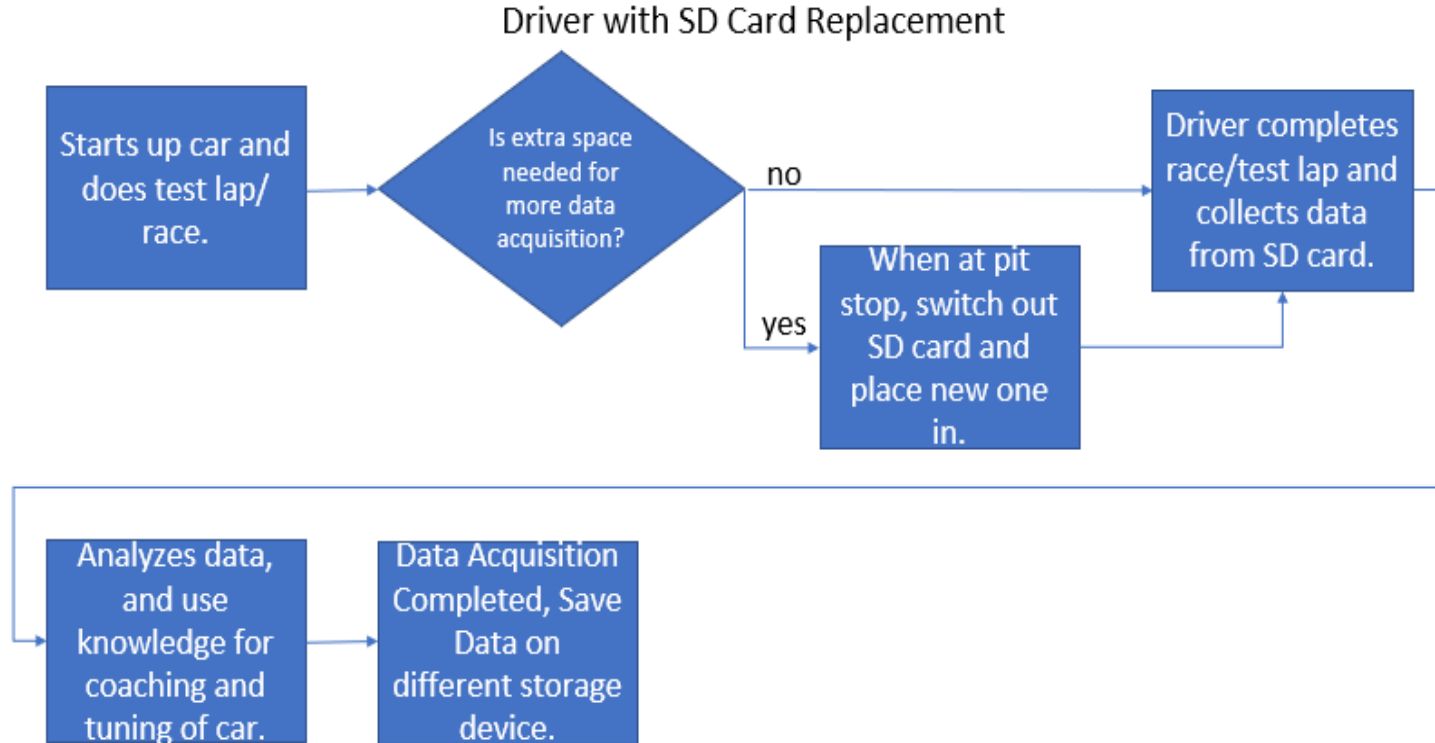 Driver with SD Card Replacement
Starts up car and
does test lap/
race.
Is extra space
needed for
more data
acquisition?
no
yes
When at pit
stop, switch out
SD card and
place new one
in.
Driver completes
race/test lap and
collects data
from SD card.
Analyzes data,
and use
knowledge for
coaching and
tuning of car.
Data Acquisition
Completed, Save
Data on
different storage
device.